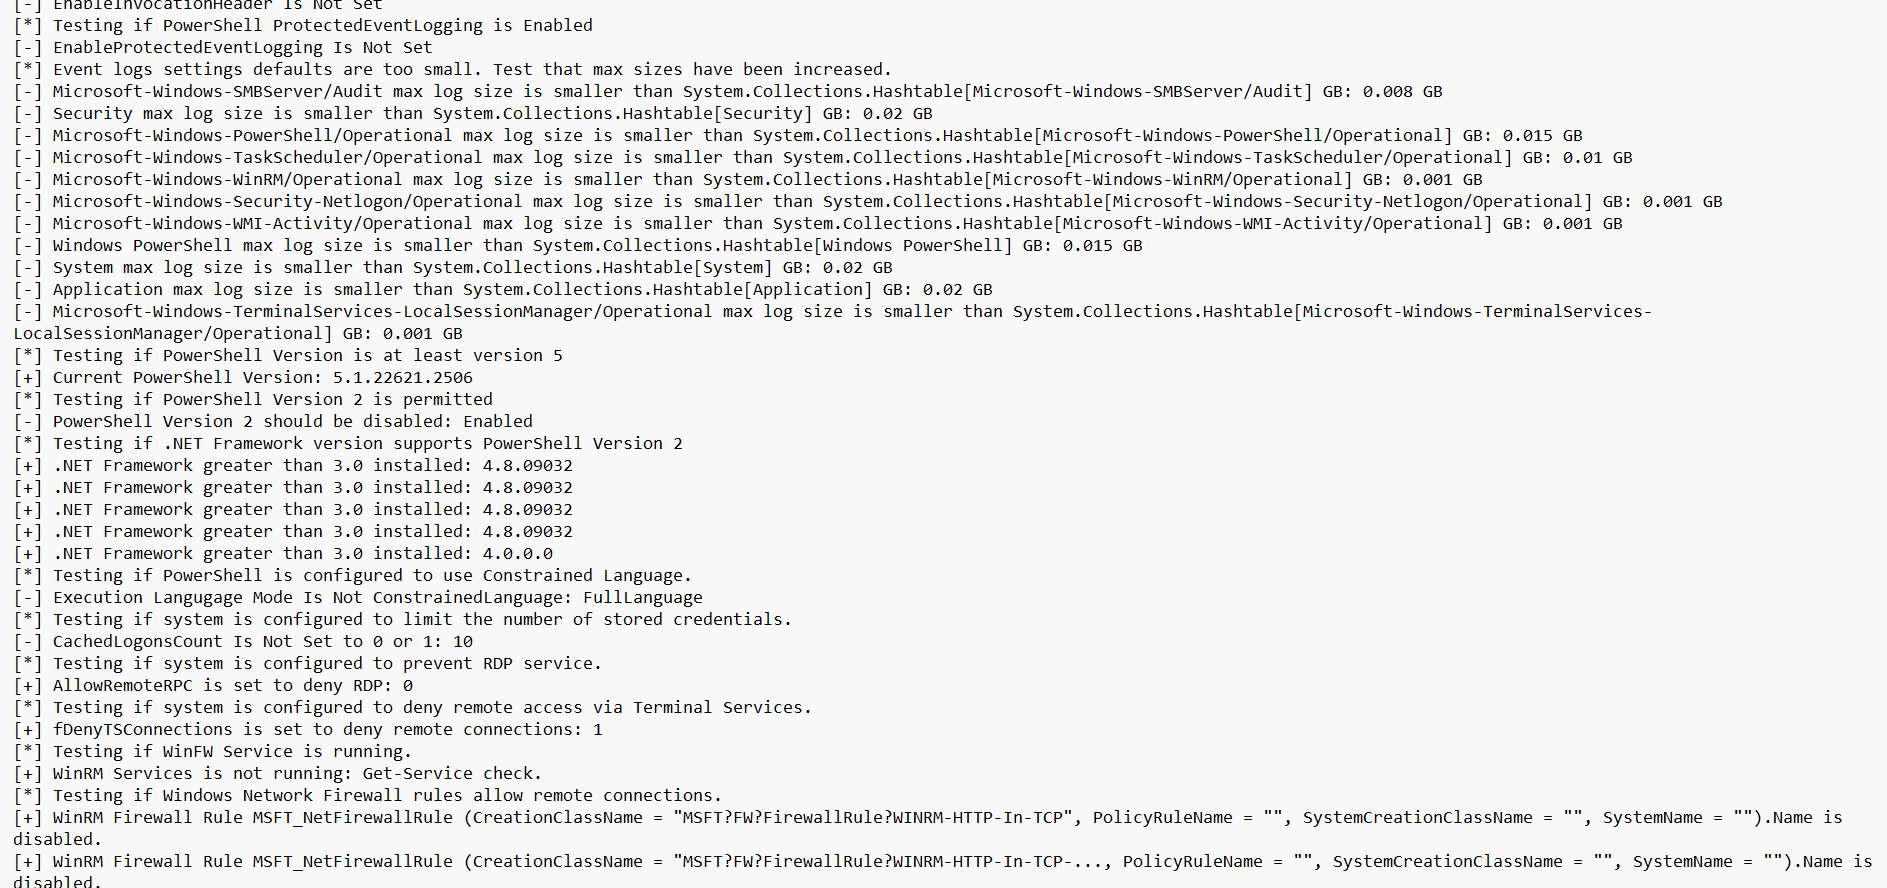 [-] EnableInvocationHeader Is Not Set
[*] Testing if PowerShell ProtectedEventLogging is Enabled
[-] EnableProtectedEventLogging Is Not Set
[*] Event logs settings defaults are too small. Test that max sizes have been increased.
[-] Microsoft-Windows-SMBServer/Audit max log size is smaller than System.Collections.Hashtable[Microsoft-Windows-SMBServer/Audit] GB: 0.008 GB
[-] Security max log size is smaller than System.Collections.Hashtable[Security] GB: 0.02 GB
[-] Microsoft-Windows-PowerShell/Operational max log size is smaller than System.Collections.Hashtable[Microsoft-Windows-PowerShell/Operational] GB: 0.015 GB
[-] Microsoft-Windows-TaskScheduler/Operational max log size is smaller than System.Collections.Hashtable[Microsoft-Windows-TaskScheduler/Operational] GB: 0.01 GB
[-] Microsoft-Windows-WinRM/Operational max log size is smaller than System.Collections.Hashtable[Microsoft-Windows-WinRM/Operational] GB: 0.001 GB
[-] Microsoft-Windows-Security-Netlogon/Operational max log size is smaller than System.Collections.Hashtable[Microsoft-Windows-Security-Netlogon/Operational] GB: 0.001 GB
[-] Microsoft-Windows-WMI-Activity/Operational max log size is smaller than System.Collections.Hashtable[Microsoft-Windows-WMI-Activity/Operational] GB: 0.001 GB
[-] Windows PowerShell max log size is smaller than System.Collections.Hashtable[Windows PowerShell] GB: 0.015 GB
[-] System max log size is smaller than System.Collections.Hashtable[System] GB: 0.02 GB
[-] Application max log size is smaller than System.Collections.Hashtable[Application] GB: 0.02 GB
[-] Microsoft-Windows-TerminalServices-LocalSessionManager/Operational max log size is smaller than System.Collections.Hashtable[Microsoft-Windows-TerminalServices-
LocalSessionManager/Operational] GB: 0.001 GB
[*] Testing if PowerShell Version is at least version 5
[+] Current PowerShell Version: 5.1.22621.2506
[*] Testing if PowerShell Version 2 is permitted
[-] PowerShell Version 2 should be disabled: Enabled
[*] Testing if .NET Framework version supports PowerShell Version 2
[+] .NET Framework greater than 3.0 installed: 4.8.09032
[+] .NET Framework greater than 3.0 installed: 4.8.09032
[+] .NET Framework greater than 3.0 installed: 4.8.09032
[+] .NET Framework greater than 3.0 installed: 4.8.09032
[+] .NET Framework greater than 3.0 installed: 4.0.0.0
[*] Testing if PowerShell is configured to use Constrained Language.
[-] Execution Langugage Mode Is Not ConstrainedLanguage: FullLanguage
[*] Testing if system is configured to limit the number of stored credentials.
[-] CachedLogonsCount Is Not Set to 0 or 1: 10
[*] Testing if system is configured to prevent RDP service.
[+] AllowRemoteRPC is set to deny RDP: 0
[*] Testing if system is configured to deny remote access via Terminal Services.
[+] fDenyTSConnections is set to deny remote connections: 1
[*] Testing if WinFW Service is running.
[+] WinRM Services is not running: Get-Service check.
[*] Testing if Windows Network Firewall rules allow remote connections.
[+] WinRM Firewall Rule MSFT_NetFirewallRule (CreationClassName = "MSFT?FW?FirewallRule?WINRM-HTTP-In-TCP", PolicyRuleName = "", SystemCreationClassName = "", SystemName = "").Name is
disabled.
[+] WinRM Firewall Rule MSFT_NetFirewallRule (CreationClassName = "MSFT?FW?FirewallRule?WINRM-HTTP-In-TCP-..., PolicyRuleName = "", SystemCreationClassName = "", SystemName = "").Name is
disabled.